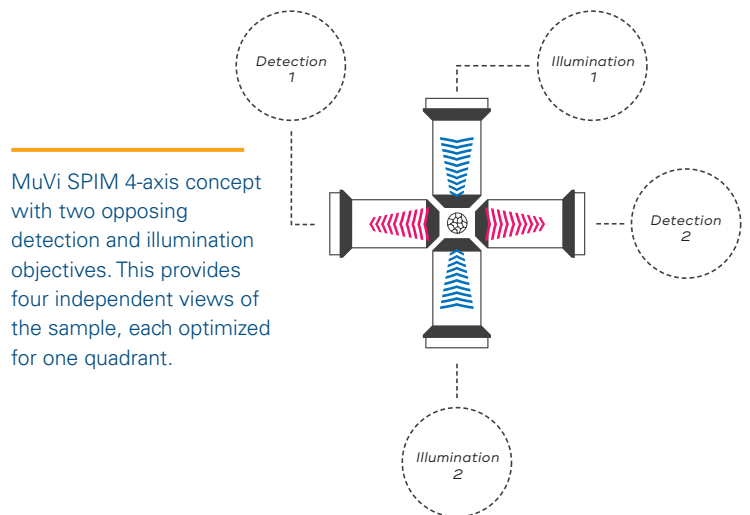 Detection
1
Illumination
1
MuVi SPIM 4-axis concept
with two opposing
detection and illumination
objectives. This provides
four independent views of
the sample, each optimized
for one quadrant.
Detection
2
Illumination
2